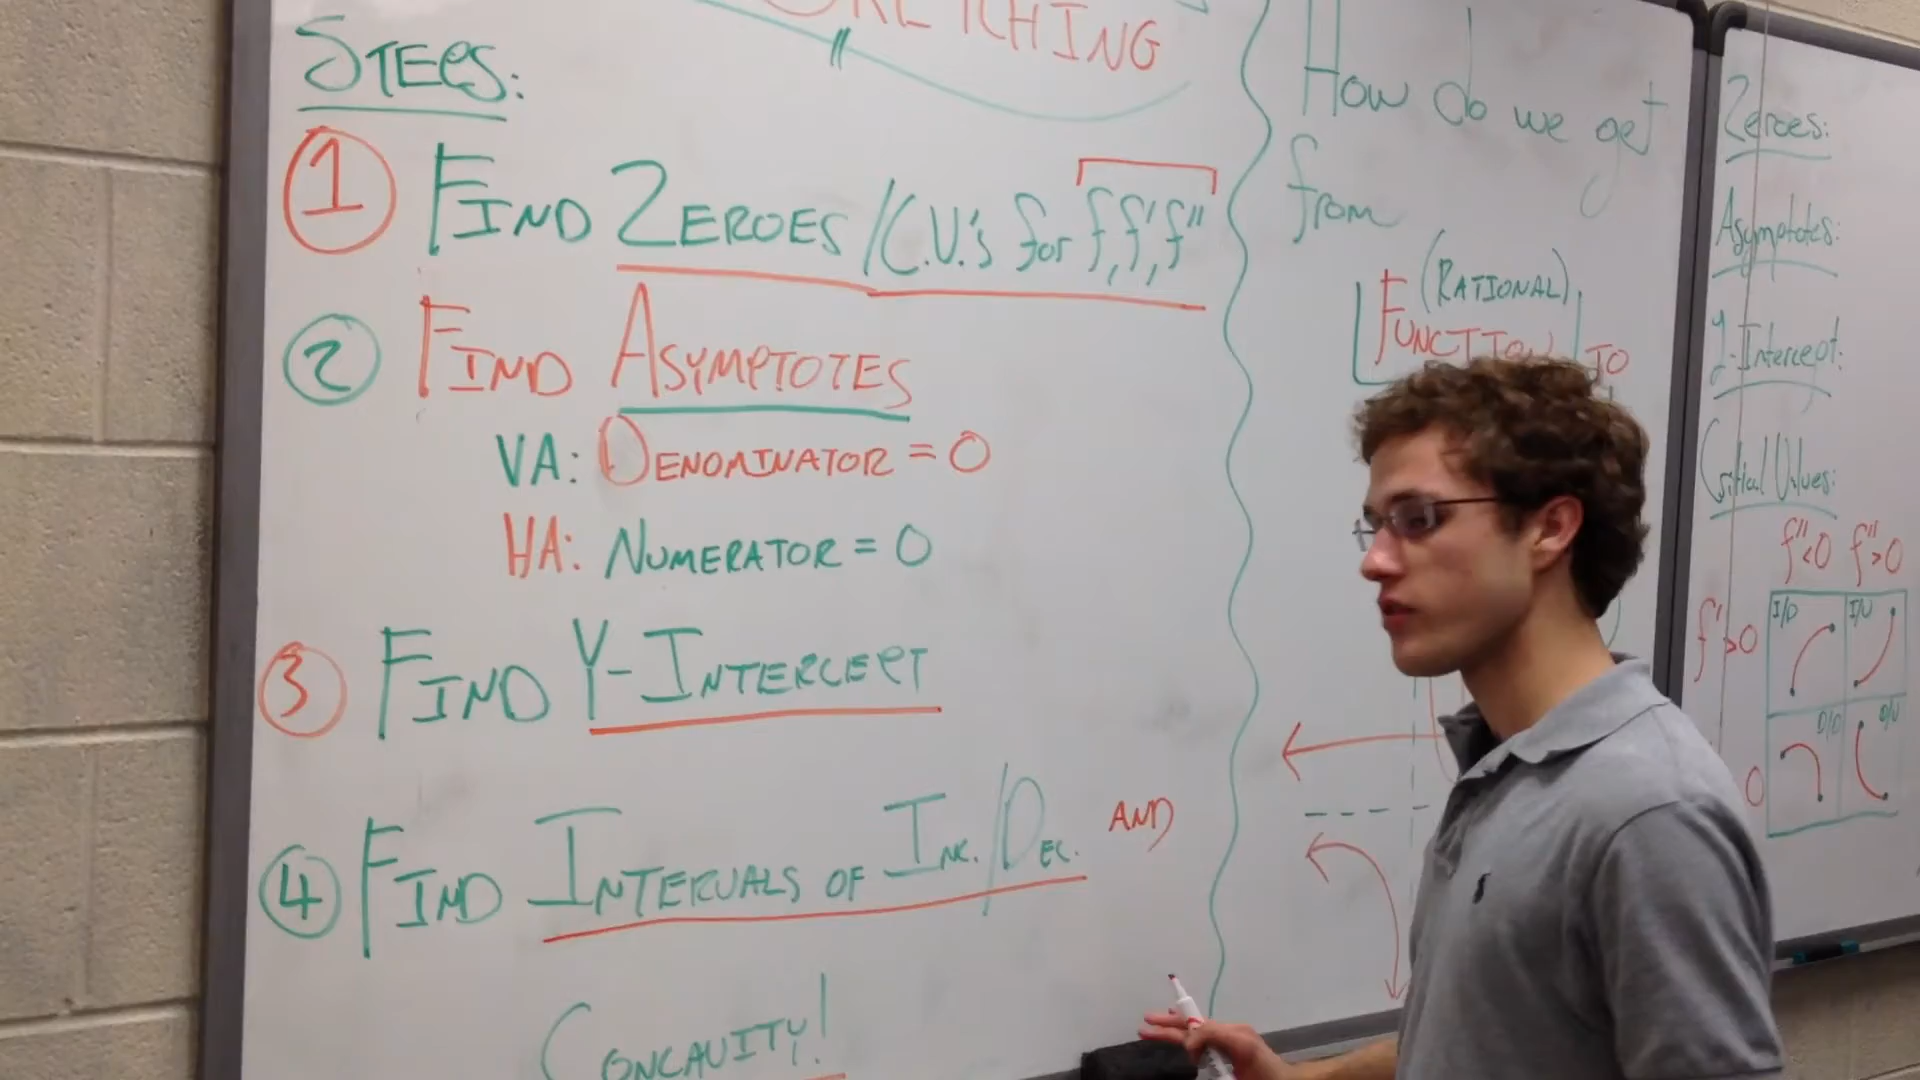 SKETCHING
STEPS:
1 FIND ZEROES/C.V.'s for f, f', f"
2 FIND ASYMPTOTES
VA: DENOMINATOR = 0
HA: NUMERATOR = 0
3 FIND Y-INTERCEPT
4 FIND INTERVALS OF INC./DEC. AND
CONCAVITY!
How do we get
from
(RATIONAL)
FUNCTION TO
Zeroes:
Asymptotes:
y-Intercept:
Critical Values:
f"<0 f">0
f'>0
I/D I/U
0
D/D D/U